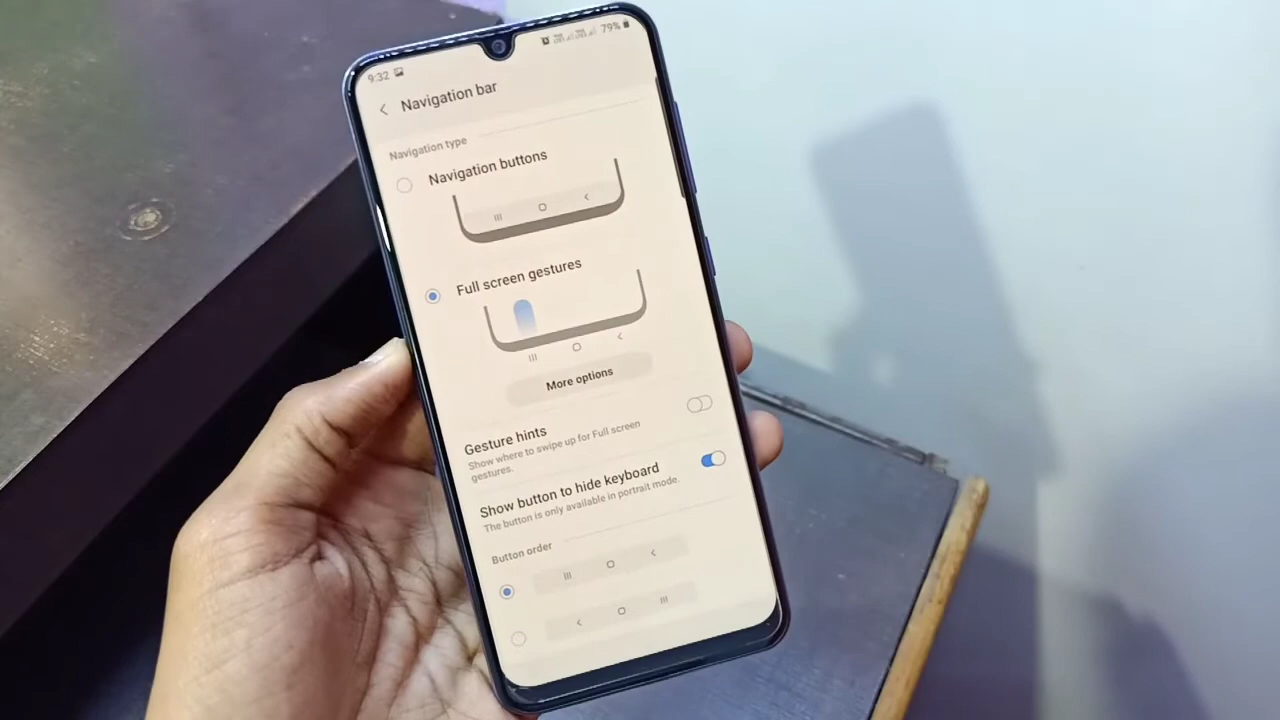 9:32
79%
Navigation bar
Navigation type
Navigation buttons
Full screen gestures
More options
Gesture hints
Show where to swipe up for Full screen
gestures.
Show button to hide keyboard
The button is only available in portrait mode.
Button order